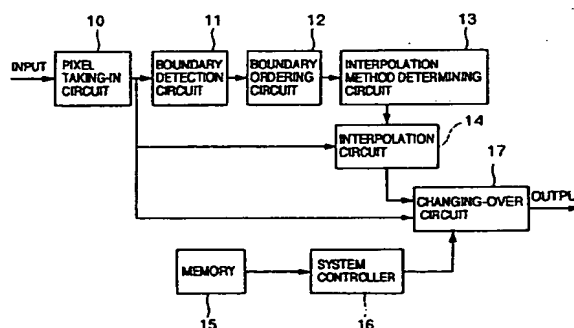 10
11
12
13
INPUT
PIXEL
TAKING-IN
CIRCUIT
BOUNDARY
DETECTION
CIRCUIT
BOUNDARY
ORDERING
CIRCUIT
INTERPOLATION
METHOD DETERMINING
CIRCUIT
14
INTERPOLATION
CIRCUIT
17
CHANGING-OVER
CIRCUIT
OUTPUT
MEMORY
SYSTEM
CONTROLLER
15
16